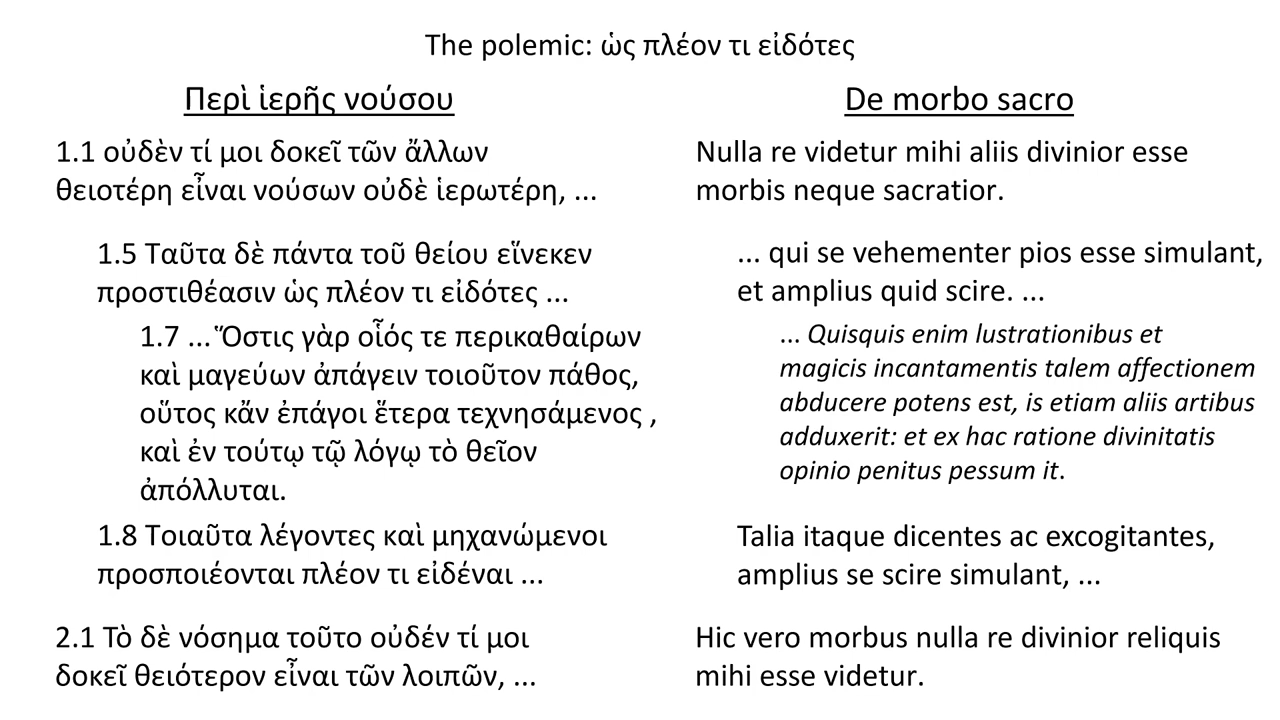 The polemic: ὡς πλέον τι εἰδότες
Περὶ ἱερῆς νούσου
1.1 οὐδὲν τί μοι δοκεῖ τῶν ἄλλων
θειοτέρη εἶναι νούσων οὐδὲ ἱερωτέρη, ...
1.5 Ταῦτα δὲ πάντα τοῦ θείου εἵνεκεν
προστιθέασιν ὡς πλέον τι εἰδότες ...
1.7 ... Ὅστις γὰρ οἷός τε περικαθαίρων
καὶ μαγεύων ἀπάγειν τοιοῦτον πάθος,
οὕτος κἄν ἐπάγοι ἕτερα τεχνησάμενος ,
καὶ ἐν τούτῳ τῷ λόγῳ τὸ θεῖον
ἀπόλλυται.
1.8 Τοιαῦτα λέγοντες καὶ μηχανώμενοι
προσποιέονται πλέον τι εἰδέναι ...
2.1 Τὸ δὲ νόσημα τοῦτο οὐδέν τί μοι
δοκεῖ θειότερον εἶναι τῶν λοιπῶν, ...
De morbo sacro
Nulla re videtur mihi aliis divinior esse
morbis neque sacratior.
... qui se vehementer pios esse simulant,
et amplius quid scire. ...
... Quisquis enim lustrationibus et
magicis incantamentis talem affectionem
abducere potens est, is etiam aliis artibus
adduxerit: et ex hac ratione divinitatis
opinio penitus pessum it.
Talia itaque dicentes ac excogitantes,
amplius se scire simulant, ...
Hic vero morbus nulla re divinior reliquis
mihi esse videtur.